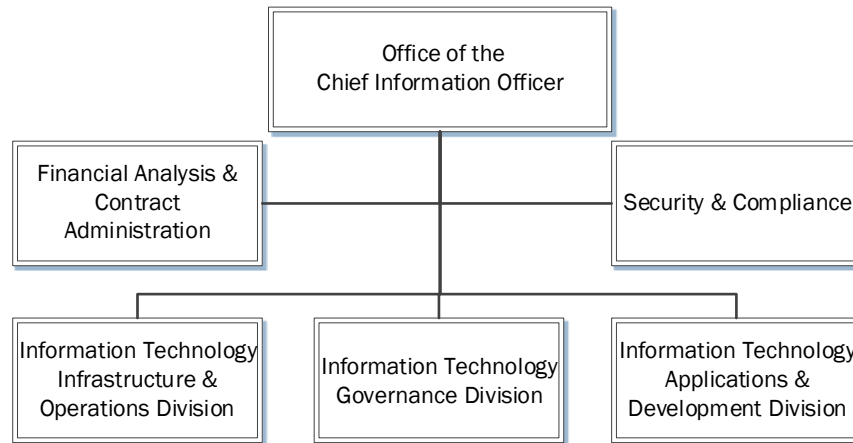 Office of the
Chief Information Officer
Financial Analysis &
Contract
Administration
Security & Compliance
Information Technology
Infrastructure &
Operations Division
Information Technology
Governance Division
Information Technology
Applications &
Development Division